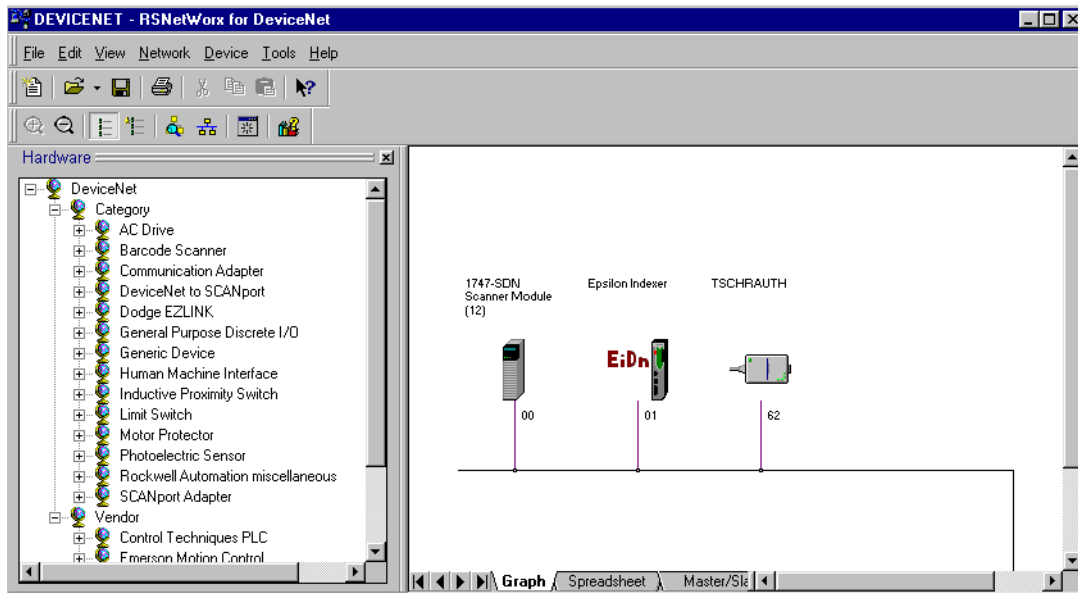 DEVICENET - RSNetWorx for DeviceNet
File Edit View Network Device Tools Help
Hardware
DeviceNet
Category
AC Drive
Barcode Scanner
Communication Adapter
DeviceNet to SCANport
Dodge EZLINK
General Purpose Discrete I/O
Generic Device
Human Machine Interface
Inductive Proximity Switch
Limit Switch
Motor Protector
Photoelectric Sensor
Rockwell Automation miscellaneous
SCANport Adapter
Vendor
Control Techniques PLC
Emerson Motion Control
1747-SDN
Scanner Module
(12)
Epsilon Indexer
TSCHRAUTH
EiDn
00
01
62
Graph Spreadsheet Master/Sla